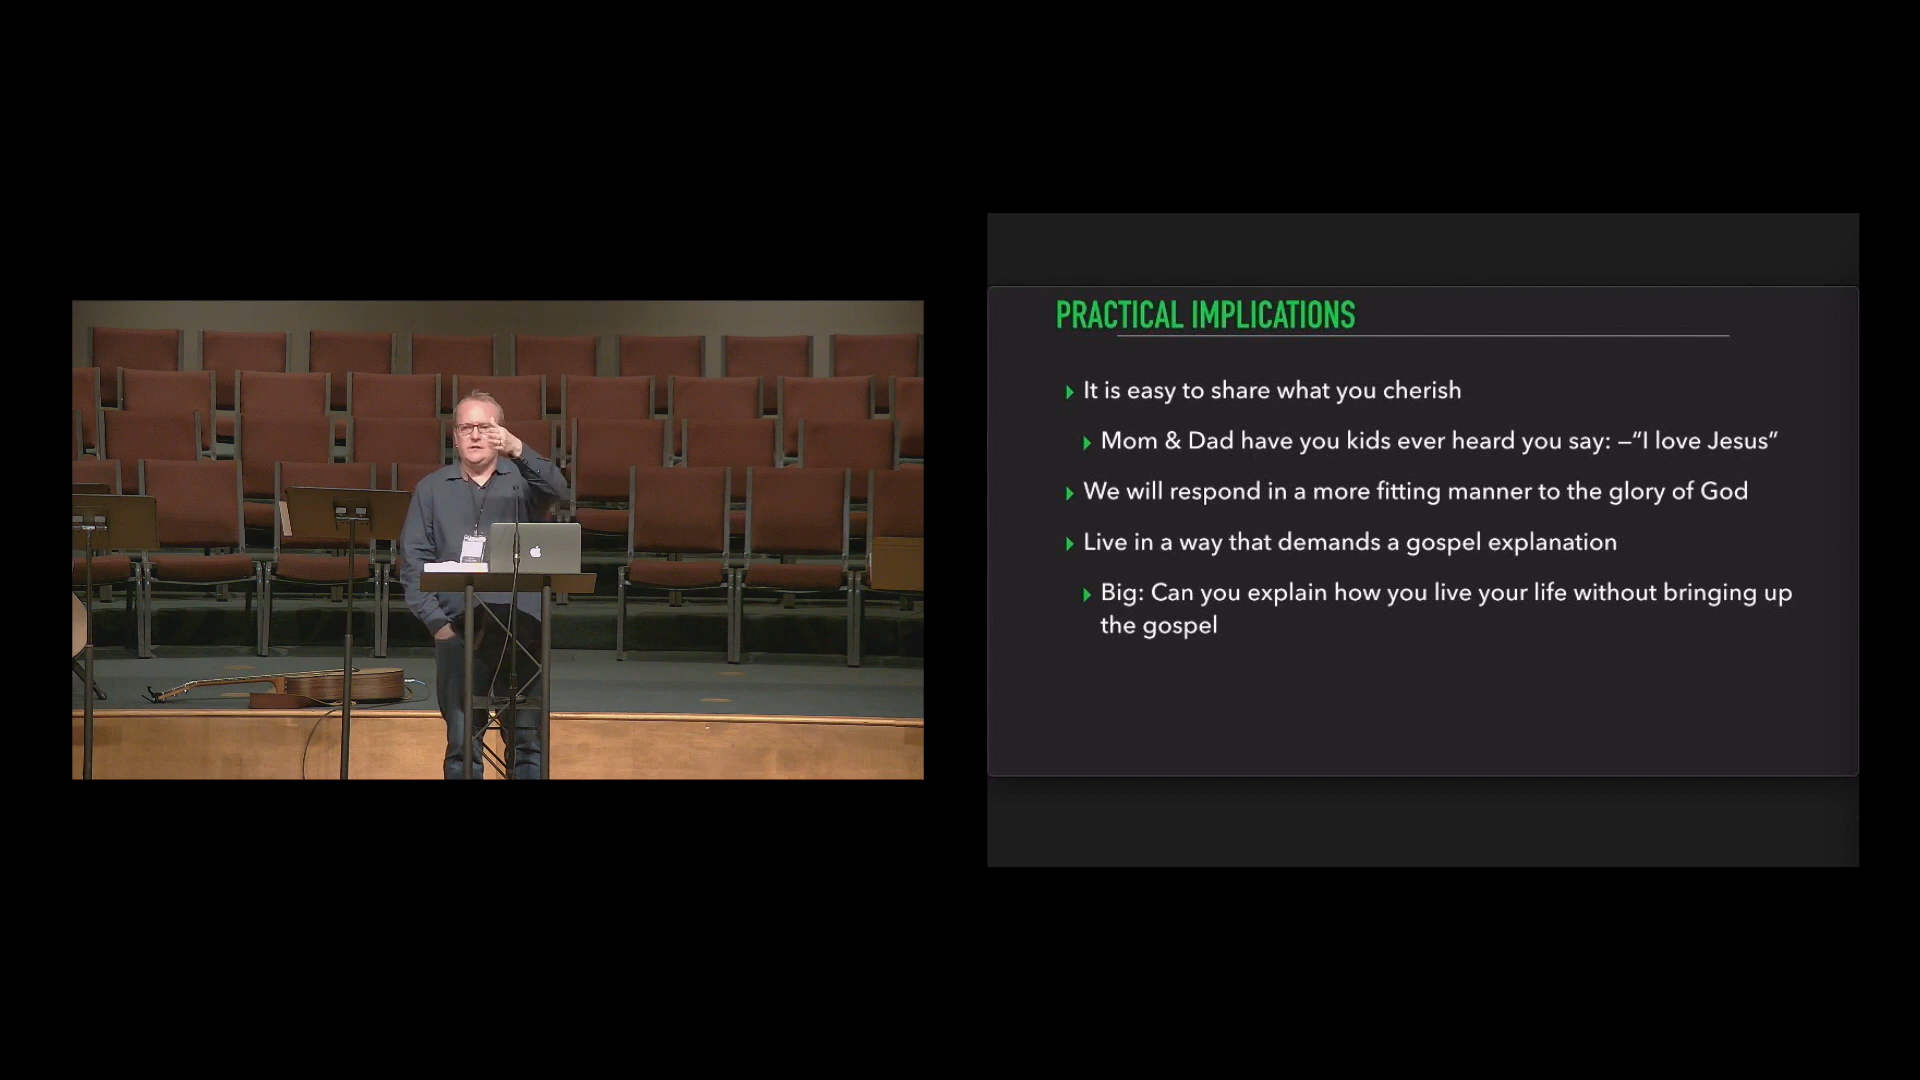 PRACTICAL IMPLICATIONS
It is easy to share what you cherish
Mom & Dad have you kids ever heard you say: –“I love Jesus”
We will respond in a more fitting manner to the glory of God
Live in a way that demands a gospel explanation
Big: Can you explain how you live your life without bringing up
the gospel